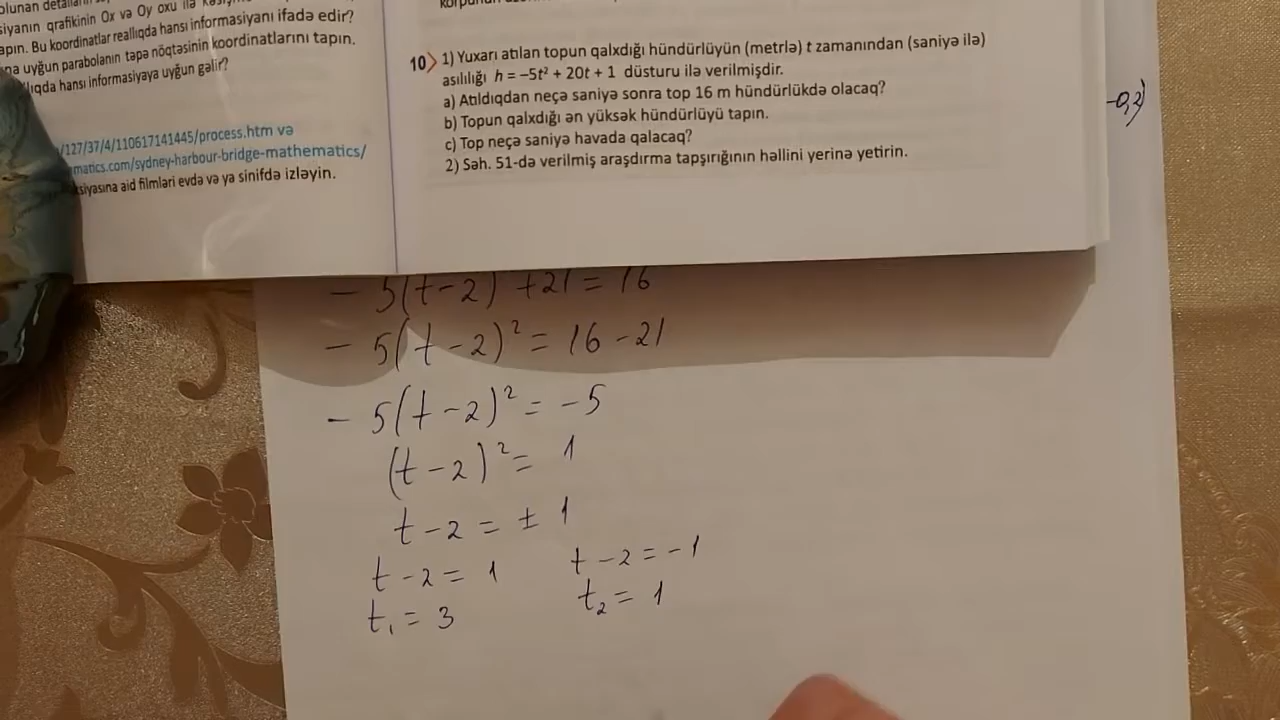 siyanın qrafikinin Ox və Oy oxu ilə
apın. Bu koordinatlar reallıqda hansı informasiyanı ifadə edir?
na uyğun parabolanın təpə nöqtəsinin koordinatlarını tapın.
lıqda hansı informasiyaya uyğun gəlir?
/127/37/4/110617141445/process.htm və
matics.com/sydney-harbour-bridge-mathematics/
ksiyasına aid filmləri evdə və ya sinifdə izləyin.
10) 1) Yuxarı atılan topun qalxdığı hündürlüyün (metrlə) t zamanından (saniyə ilə)
asılılığı h = –5t² + 20t + 1 düsturu ilə verilmişdir.
a) Atıldıqdan neçə saniyə sonra top 16 m hündürlükdə olacaq?
b) Topun qalxdığı ən yüksək hündürlüyü tapın.
c) Top neçə saniyə havada qalacaq?
2) Səh. 51-də verilmiş araşdırma tapşırığının həllini yerinə yetirin.
– 5(t – 2) + 21 = 16
– 5(t – 2)² = 16 – 21
– 5(t – 2)² = – 5
(t – 2)² = 1
t – 2 = ± 1
t – 2 = 1 t – 2 = – 1
t₁ = 3 t₂ = 1